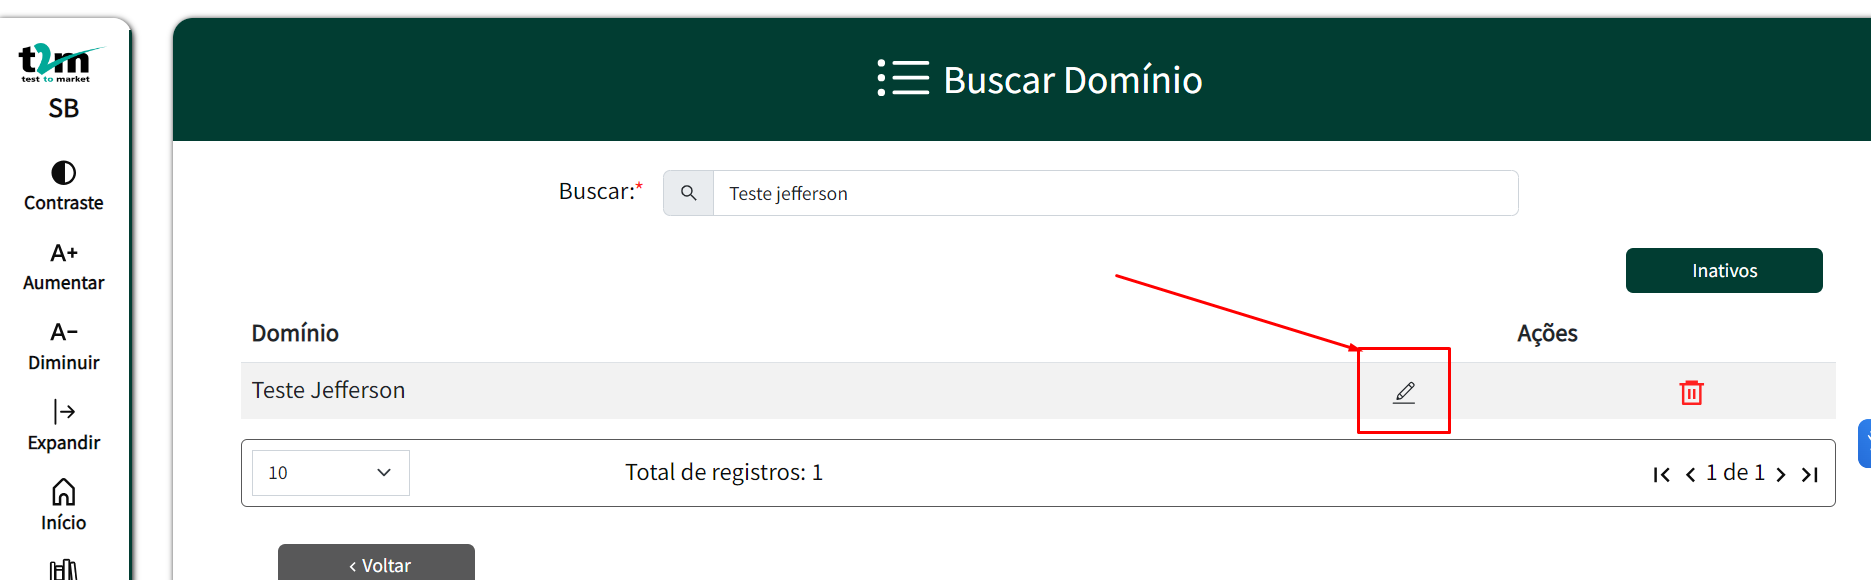 t2m
test to market
SB
Contraste
A+
Aumentar
A-
Diminuir
Expandir
Início
Buscar Domínio
Buscar:* Teste jefferson
Inativos
Domínio Ações
Teste Jefferson
10 Total de registros: 1 1 de 1
Voltar